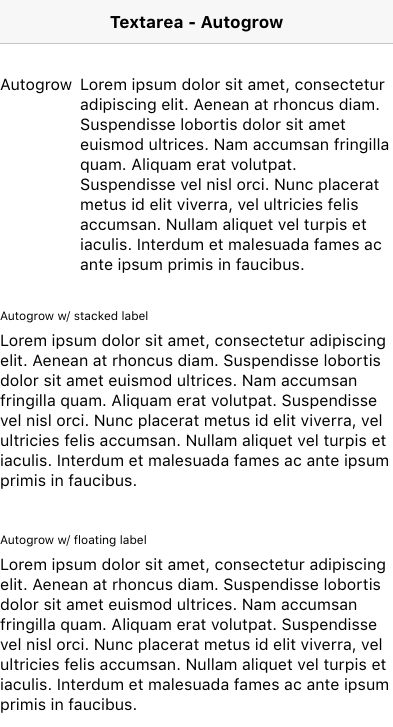 Textarea - Autogrow
Autogrow Lorem ipsum dolor sit amet, consectetur
adipiscing elit. Aenean at rhoncus diam.
Suspendisse lobortis dolor sit amet
euismod ultrices. Nam accumsan fringilla
quam. Aliquam erat volutpat.
Suspendisse vel nisl orci. Nunc placerat
metus id elit viverra, vel ultricies felis
accumsan. Nullam aliquet vel turpis et
iaculis. Interdum et malesuada fames ac
ante ipsum primis in faucibus.
Autogrow w/ stacked label
Lorem ipsum dolor sit amet, consectetur adipiscing
elit. Aenean at rhoncus diam. Suspendisse lobortis
dolor sit amet euismod ultrices. Nam accumsan
fringilla quam. Aliquam erat volutpat. Suspendisse
vel nisl orci. Nunc placerat metus id elit viverra, vel
ultricies felis accumsan. Nullam aliquet vel turpis et
iaculis. Interdum et malesuada fames ac ante ipsum
primis in faucibus.
Autogrow w/ floating label
Lorem ipsum dolor sit amet, consectetur adipiscing
elit. Aenean at rhoncus diam. Suspendisse lobortis
dolor sit amet euismod ultrices. Nam accumsan
fringilla quam. Aliquam erat volutpat. Suspendisse
vel nisl orci. Nunc placerat metus id elit viverra, vel
ultricies felis accumsan. Nullam aliquet vel turpis et
iaculis. Interdum et malesuada fames ac ante ipsum
primis in faucibus.